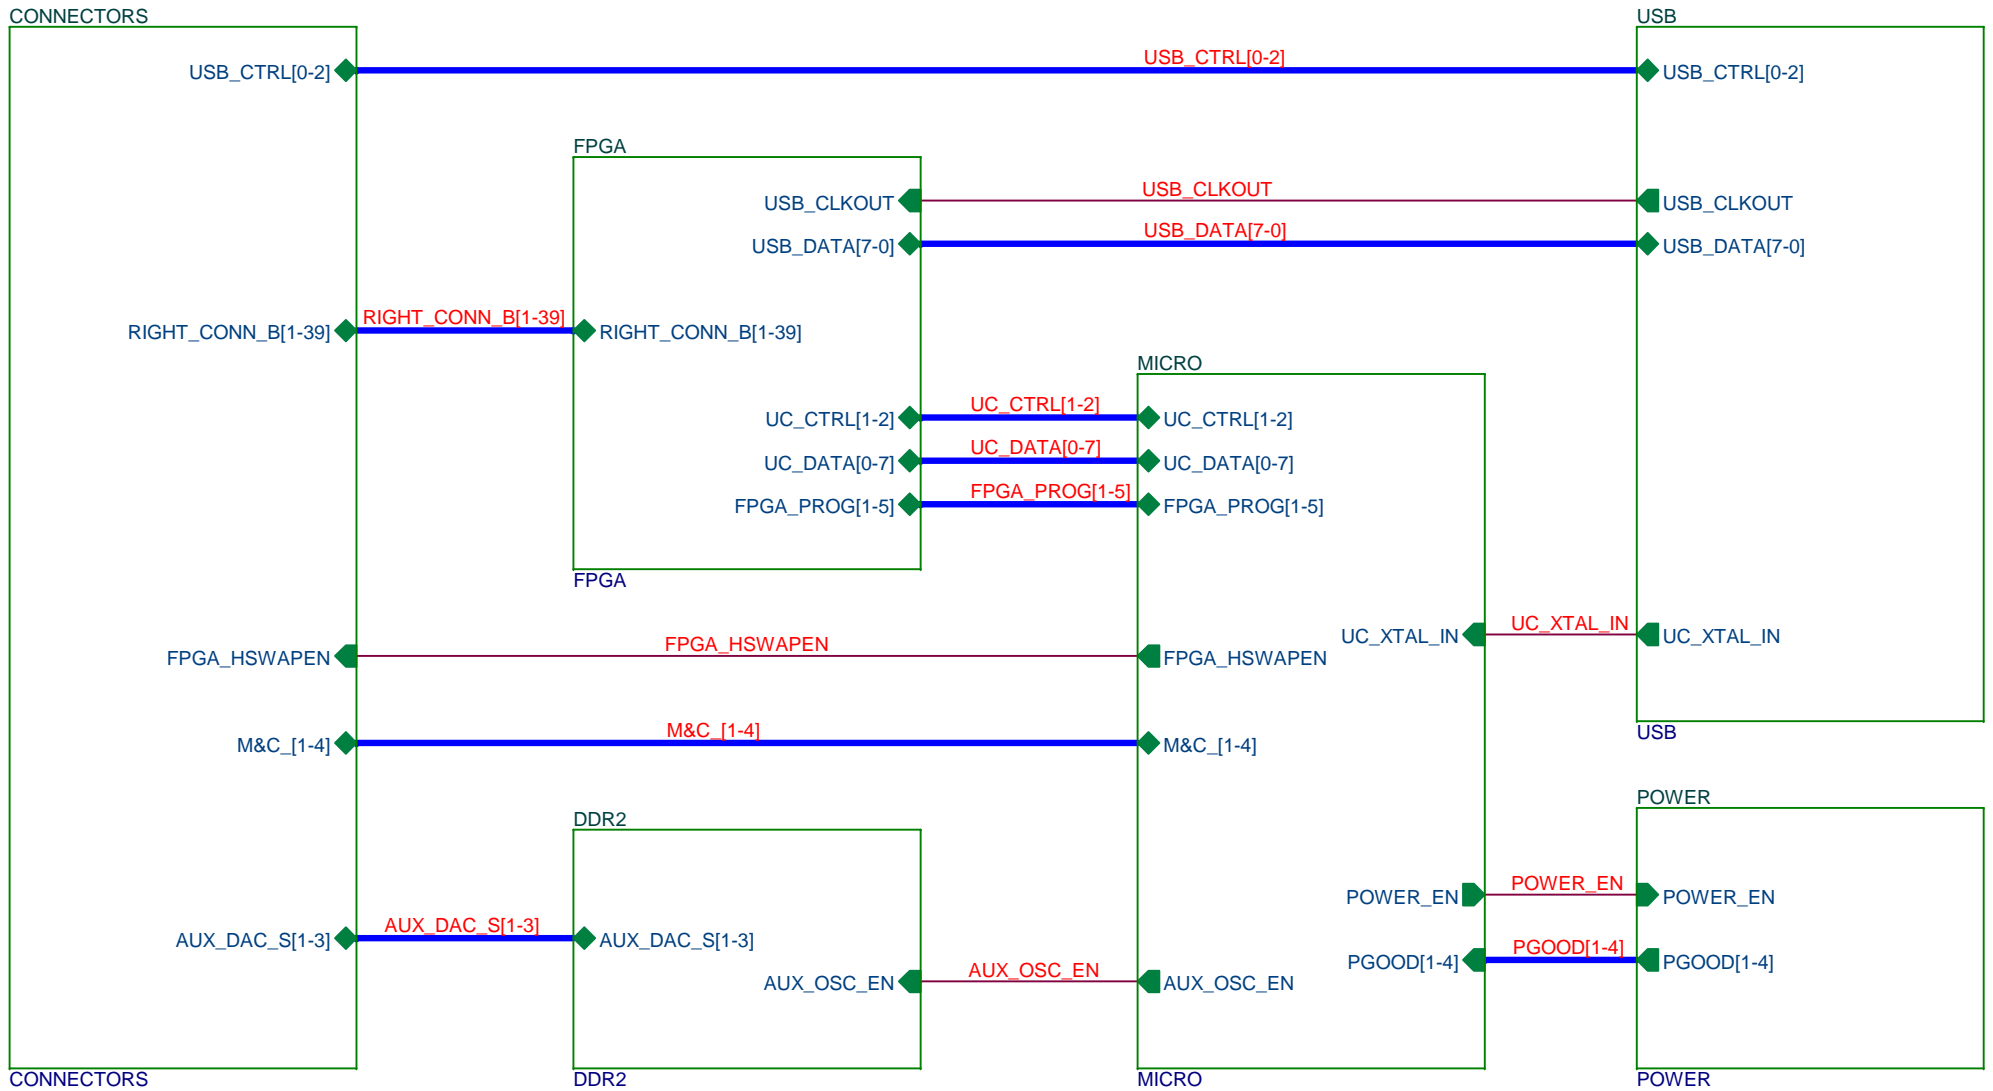 CONNECTORS
USB
USB_CTRL[0-2]
USB_CTRL[0-2]
USB_CTRL[0-2]
FPGA
USB_CLKOUT
USB_CLKOUT
USB_CLKOUT
USB_DATA[7-0]
USB_DATA[7-0]
USB_DATA[7-0]
RIGHT_CONN_B[1-39]
RIGHT_CONN_B[1-39]
RIGHT_CONN_B[1-39]
MICRO
UC_CTRL[1-2]
UC_CTRL[1-2]
UC_CTRL[1-2]
UC_DATA[0-7]
UC_DATA[0-7]
UC_DATA[0-7]
FPGA_PROG[1-5]
FPGA_PROG[1-5]
FPGA_PROG[1-5]
FPGA
UC_XTAL_IN
UC_XTAL_IN
UC_XTAL_IN
FPGA_HSWAPEN
FPGA_HSWAPEN
FPGA_HSWAPEN
M&C_[1-4]
M&C_[1-4]
M&C_[1-4]
USB
POWER
DDR2
POWER_EN
POWER_EN
POWER_EN
AUX_DAC_S[1-3]
AUX_DAC_S[1-3]
AUX_DAC_S[1-3]
PGOOD[1-4]
PGOOD[1-4]
PGOOD[1-4]
AUX_OSC_EN
AUX_OSC_EN
AUX_OSC_EN
CONNECTORS
DDR2
MICRO
POWER